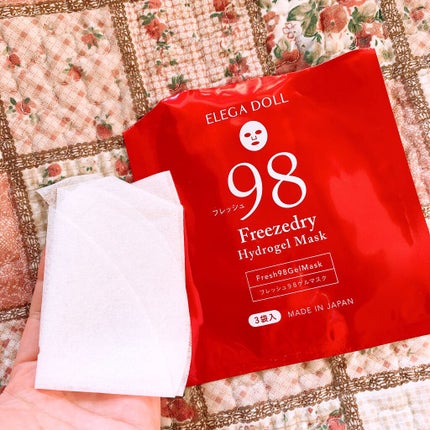 ELEGA DOLL
フレッシュ 98
Freezedry
Hydrogel Mask
Fresh98GelMask
フレッシュ98ゲルマスク
3袋入 MADE IN JAPAN